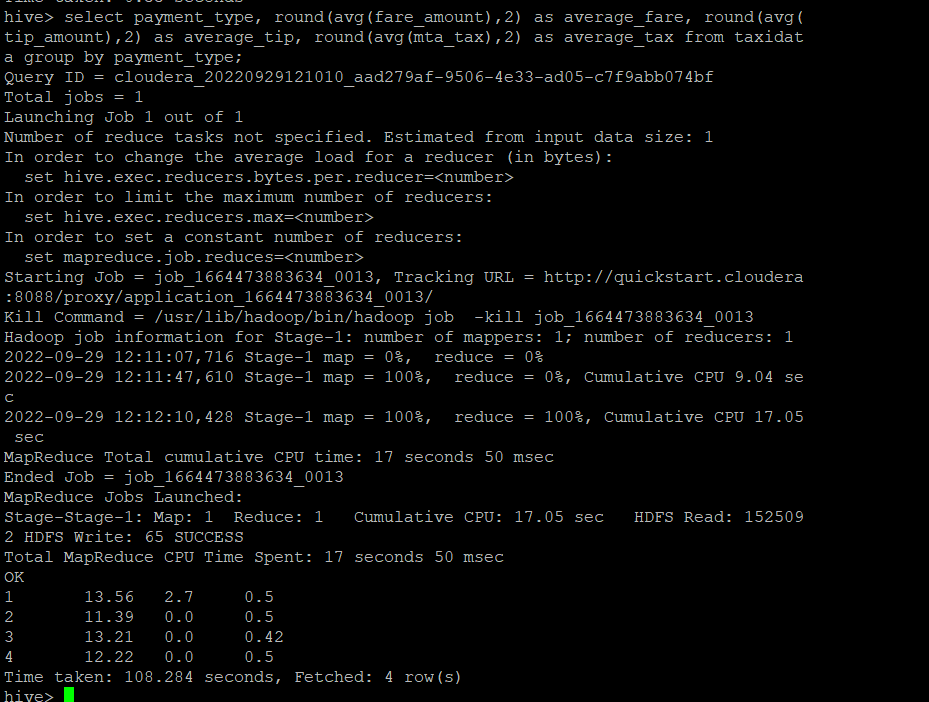 Time taken: 0.08 seconds
hive> select payment_type, round(avg(fare_amount),2) as average_fare, round(avg(
tip_amount),2) as average_tip, round(avg(mta_tax),2) as average_tax from taxidat
a group by payment_type;
Query ID = cloudera_20220929121010_aad279af-9506-4e33-ad05-c7f9abb074bf
Total jobs = 1
Launching Job 1 out of 1
Number of reduce tasks not specified. Estimated from input data size: 1
In order to change the average load for a reducer (in bytes):
  set hive.exec.reducers.bytes.per.reducer=<number>
In order to limit the maximum number of reducers:
  set hive.exec.reducers.max=<number>
In order to set a constant number of reducers:
  set mapreduce.job.reduces=<number>
Starting Job = job_1664473883634_0013, Tracking URL = http://quickstart.cloudera
:8088/proxy/application_1664473883634_0013/
Kill Command = /usr/lib/hadoop/bin/hadoop job  -kill job_1664473883634_0013
Hadoop job information for Stage-1: number of mappers: 1; number of reducers: 1
2022-09-29 12:11:07,716 Stage-1 map = 0%,  reduce = 0%
2022-09-29 12:11:47,610 Stage-1 map = 100%,  reduce = 0%, Cumulative CPU 9.04 se
c
2022-09-29 12:12:10,428 Stage-1 map = 100%,  reduce = 100%, Cumulative CPU 17.05
 sec
MapReduce Total cumulative CPU time: 17 seconds 50 msec
Ended Job = job_1664473883634_0013
MapReduce Jobs Launched:
Stage-Stage-1: Map: 1  Reduce: 1   Cumulative CPU: 17.05 sec   HDFS Read: 152509
2 HDFS Write: 65 SUCCESS
Total MapReduce CPU Time Spent: 17 seconds 50 msec
OK
1       13.56   2.7     0.5
2       11.39   0.0     0.5
3       13.21   0.0     0.42
4       12.22   0.0     0.5
Time taken: 108.284 seconds, Fetched: 4 row(s)
hive>